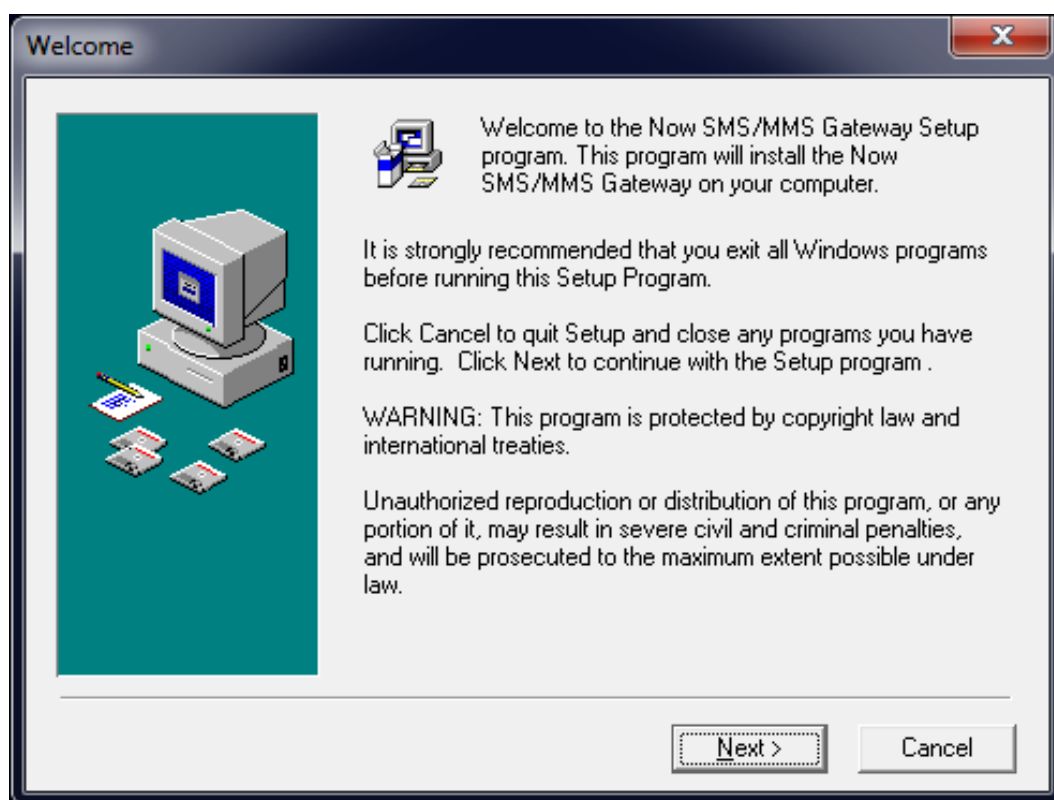 Welcome
Welcome to the Now SMS/MMS Gateway Setup
program. This program will install the Now
SMS/MMS Gateway on your computer.
It is strongly recommended that you exit all Windows programs
before running this Setup Program.
Click Cancel to quit Setup and close any programs you have
running.  Click Next to continue with the Setup program .
WARNING: This program is protected by copyright law and
international treaties.
Unauthorized reproduction or distribution of this program, or any
portion of it, may result in severe civil and criminal penalties,
and will be prosecuted to the maximum extent possible under
law.
Next >
Cancel